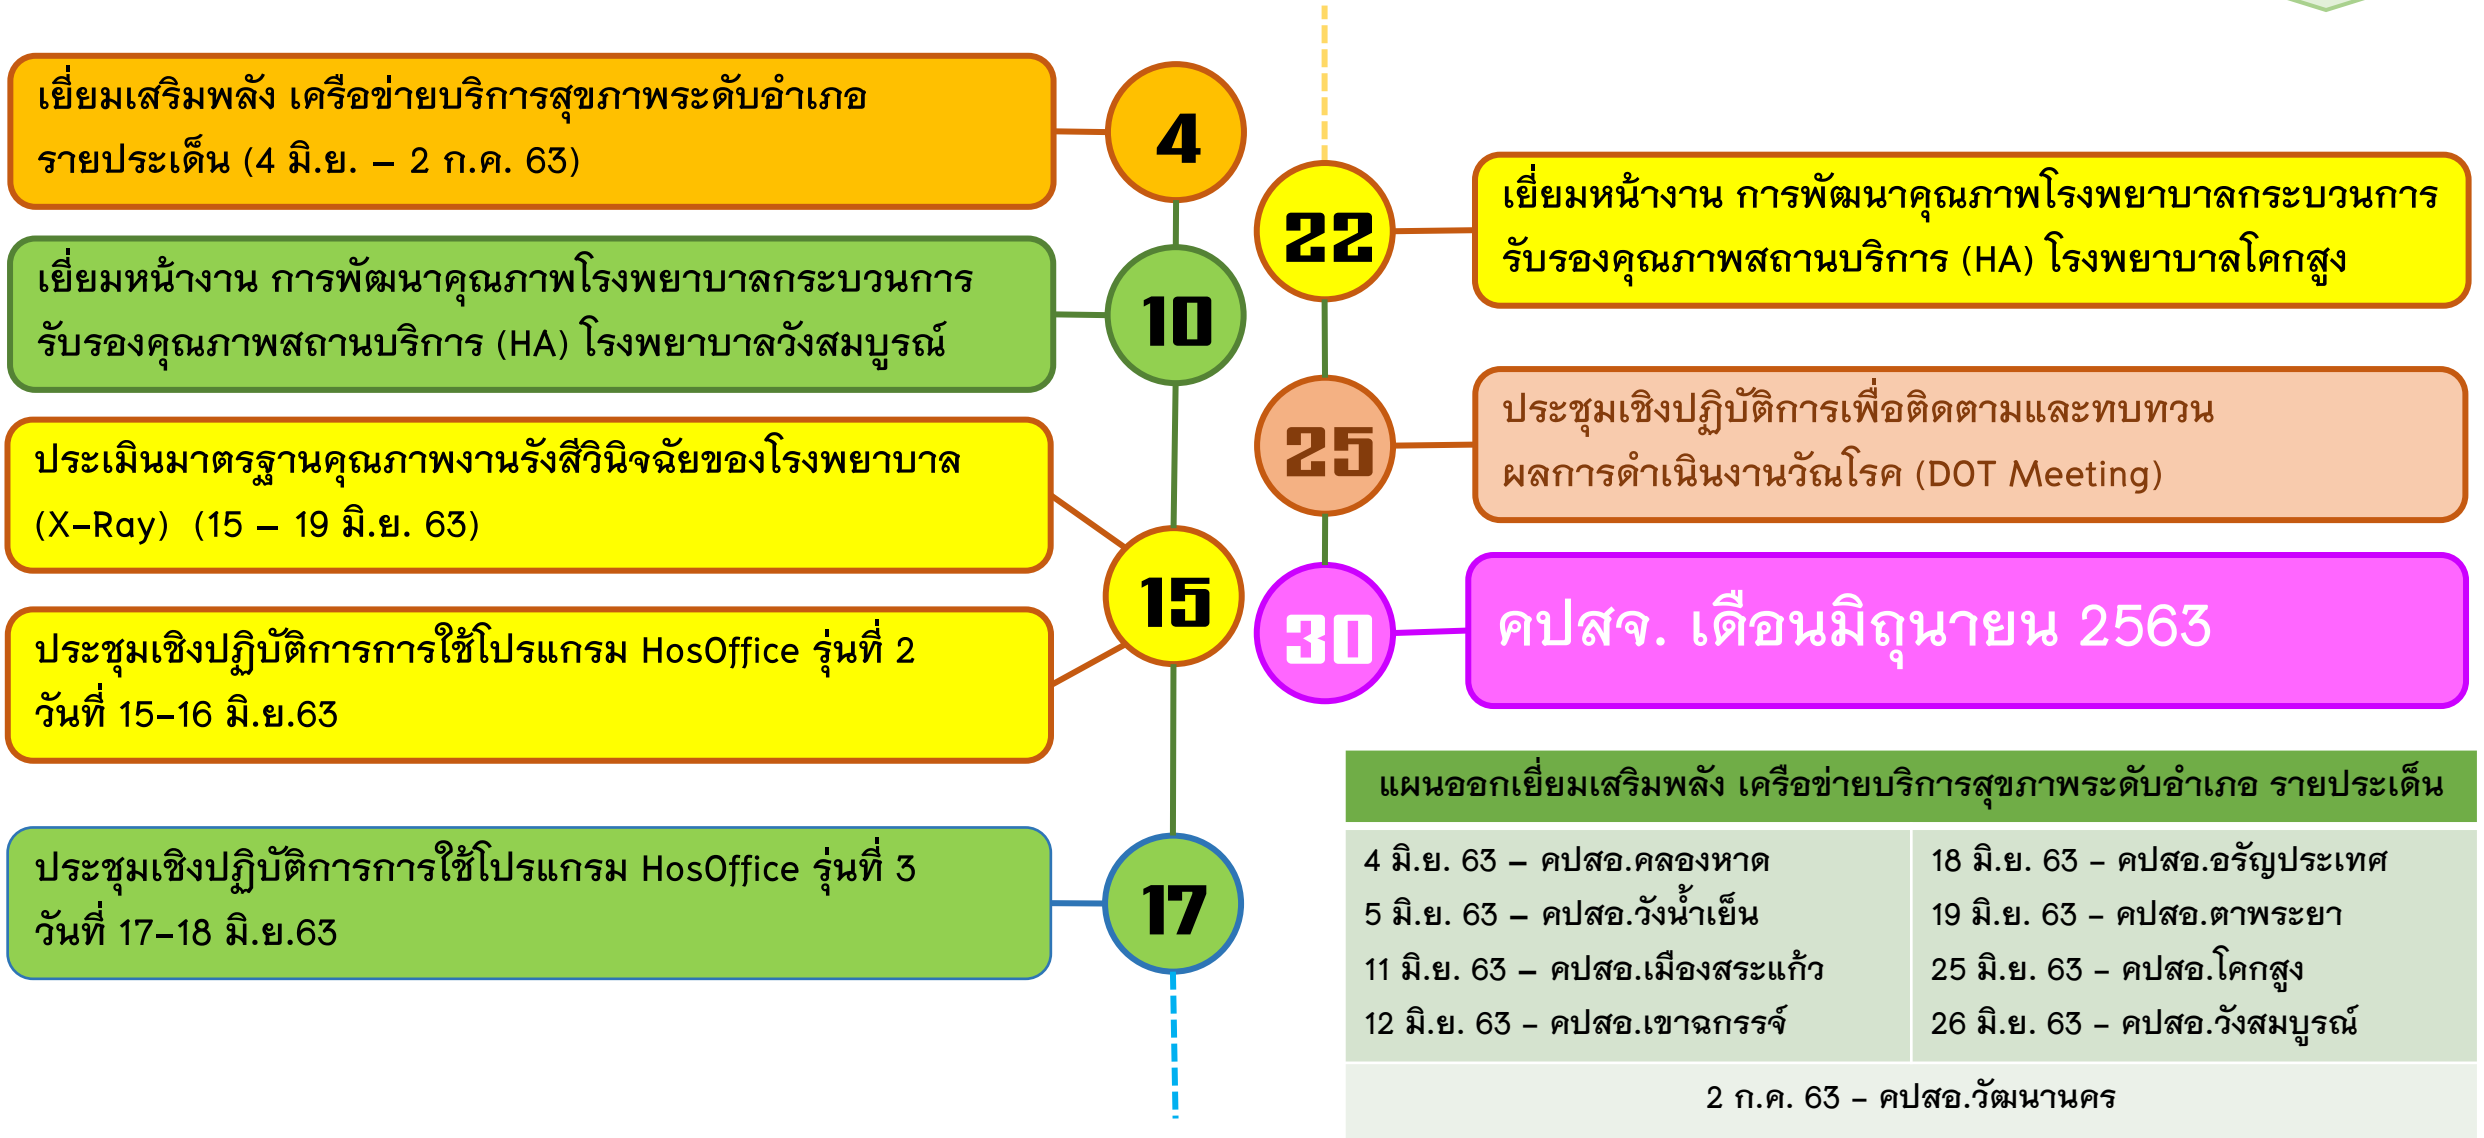 เยี่ยมเสริมพลัง เครือข่ายบริการสุขภาพระดับอำเภอ
รายประเด็น (4 มิ.ย. – 2 ก.ค. 63)
4
เยี่ยมหน้างาน การพัฒนาคุณภาพโรงพยาบาลกระบวนการ
รับรองคุณภาพสถานบริการ (HA) โรงพยาบาลวังสมบูรณ์
10
ประเมินมาตรฐานคุณภาพงานรังสีวินิจฉัยของโรงพยาบาล
(X-Ray) (15 – 19 มิ.ย. 63)
15
ประชุมเชิงปฏิบัติการการใช้โปรแกรม HosOffice รุ่นที่ 2
วันที่ 15-16 มิ.ย.63
ประชุมเชิงปฏิบัติการการใช้โปรแกรม HosOffice รุ่นที่ 3
วันที่ 17-18 มิ.ย.63
17
22
เยี่ยมหน้างาน การพัฒนาคุณภาพโรงพยาบาลกระบวนการ
รับรองคุณภาพสถานบริการ (HA) โรงพยาบาลโคกสูง
25
ประชุมเชิงปฏิบัติการเพื่อติดตามและทบทวน
ผลการดำเนินงานวัณโรค (DOT Meeting)
30
คปสจ. เดือนมิถุนายน 2563
แผนออกเยี่ยมเสริมพลัง เครือข่ายบริการสุขภาพระดับอำเภอ รายประเด็น
4 มิ.ย. 63 – คปสอ.คลองหาด
5 มิ.ย. 63 – คปสอ.วังน้ำเย็น
11 มิ.ย. 63 – คปสอ.เมืองสระแก้ว
12 มิ.ย. 63 - คปสอ.เขาฉกรรจ์
18 มิ.ย. 63 - คปสอ.อรัญประเทศ
19 มิ.ย. 63 - คปสอ.ตาพระยา
25 มิ.ย. 63 - คปสอ.โคกสูง
26 มิ.ย. 63 - คปสอ.วังสมบูรณ์
2 ก.ค. 63 - คปสอ.วัฒนานคร